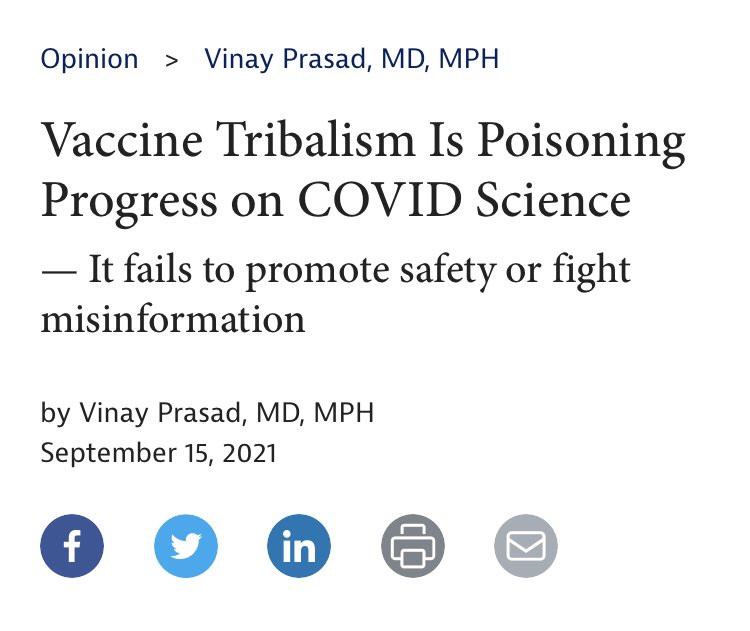 Opinion > Vinay Prasad, MD, MPH
Vaccine Tribalism Is Poisoning
Progress on COVID Science
— It fails to promote safety or fight
misinformation
by Vinay Prasad, MD, MPH
September 15, 2021
f
in